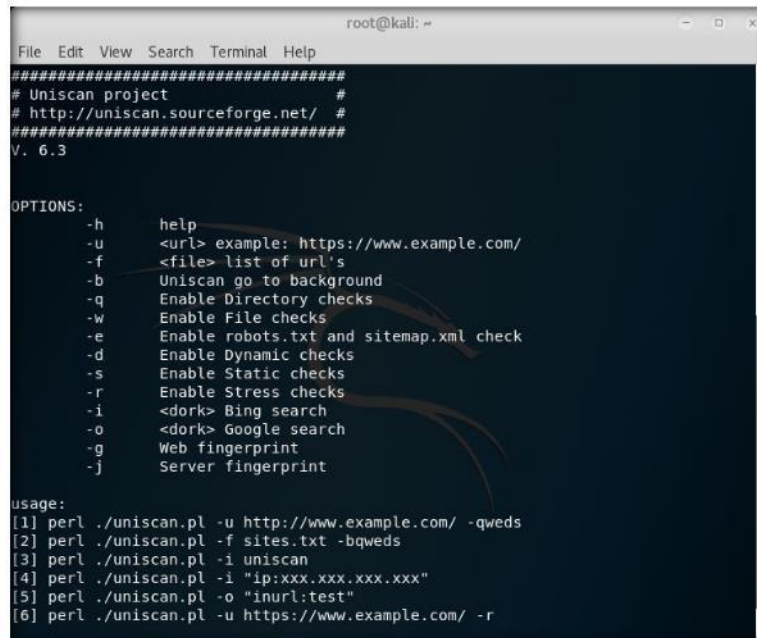 root@kali: ~
File Edit View Search Terminal Help
####################################
# Uniscan project                  #
# http://uniscan.sourceforge.net/  #
####################################
V. 6.3
OPTIONS:
-h help
-u <url> example: https://www.example.com/
-f <file> list of url's
-b Uniscan go to background
-q Enable Directory checks
-w Enable File checks
-e Enable robots.txt and sitemap.xml check
-d Enable Dynamic checks
-s Enable Static checks
-r Enable Stress checks
-i <dork> Bing search
-o <dork> Google search
-g Web fingerprint
-j Server fingerprint
usage:
[1] perl ./uniscan.pl -u http://www.example.com/ -qweds
[2] perl ./uniscan.pl -f sites.txt -bqweds
[3] perl ./uniscan.pl -i uniscan
[4] perl ./uniscan.pl -i "ip:xxx.xxx.xxx.xxx"
[5] perl ./uniscan.pl -o "inurl:test"
[6] perl ./uniscan.pl -u https://www.example.com/ -r